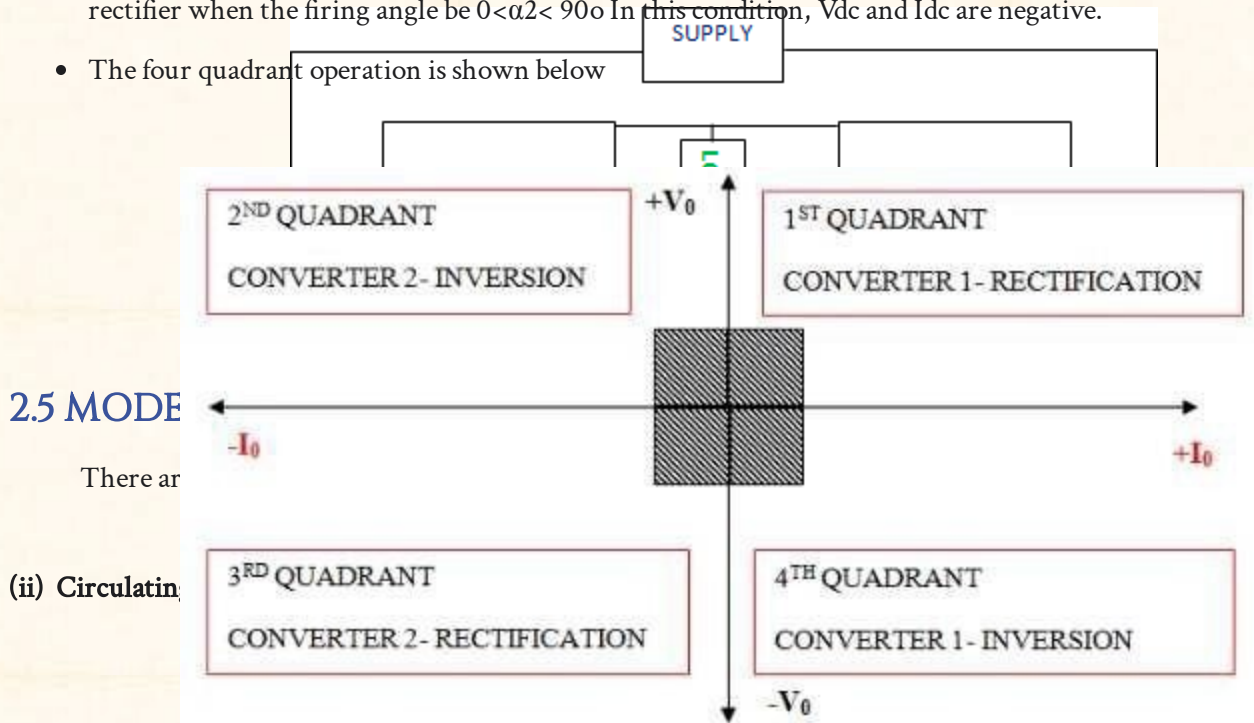 rectifier when the firing angle be 0<α2< 90o In this condition, Vdc and Idc are negative.
SUPPLY
• The four quadrant operation is shown below
+V₀
2ᴺᴰ QUADRANT
CONVERTER 2- INVERSION
1ˢᵀ QUADRANT
CONVERTER 1- RECTIFICATION
2.5 MODE
-I₀
+I₀
There ar
(ii) Circulatin
3ᴿᴰ QUADRANT
CONVERTER 2- RECTIFICATION
4ᵀᴴ QUADRANT
CONVERTER 1- INVERSION
-V₀